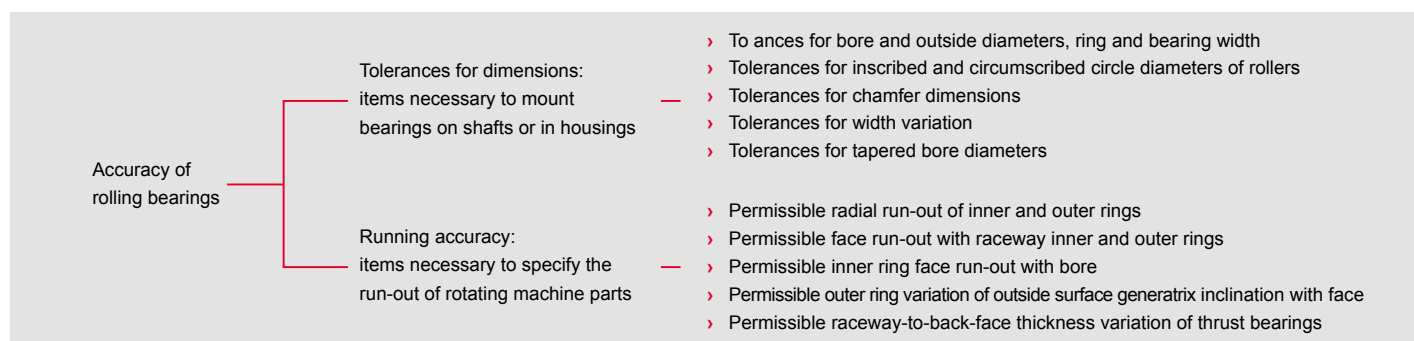 Accuracy of
rolling bearings
Tolerances for dimensions:
items necessary to mount
bearings on shafts or in housings
› To ances for bore and outside diameters, ring and bearing width
› Tolerances for inscribed and circumscribed circle diameters of rollers
› Tolerances for chamfer dimensions
› Tolerances for width variation
› Tolerances for tapered bore diameters
Running accuracy:
items necessary to specify the
run-out of rotating machine parts
› Permissible radial run-out of inner and outer rings
› Permissible face run-out with raceway inner and outer rings
› Permissible inner ring face run-out with bore
› Permissible outer ring variation of outside surface generatrix inclination with face
› Permissible raceway-to-back-face thickness variation of thrust bearings